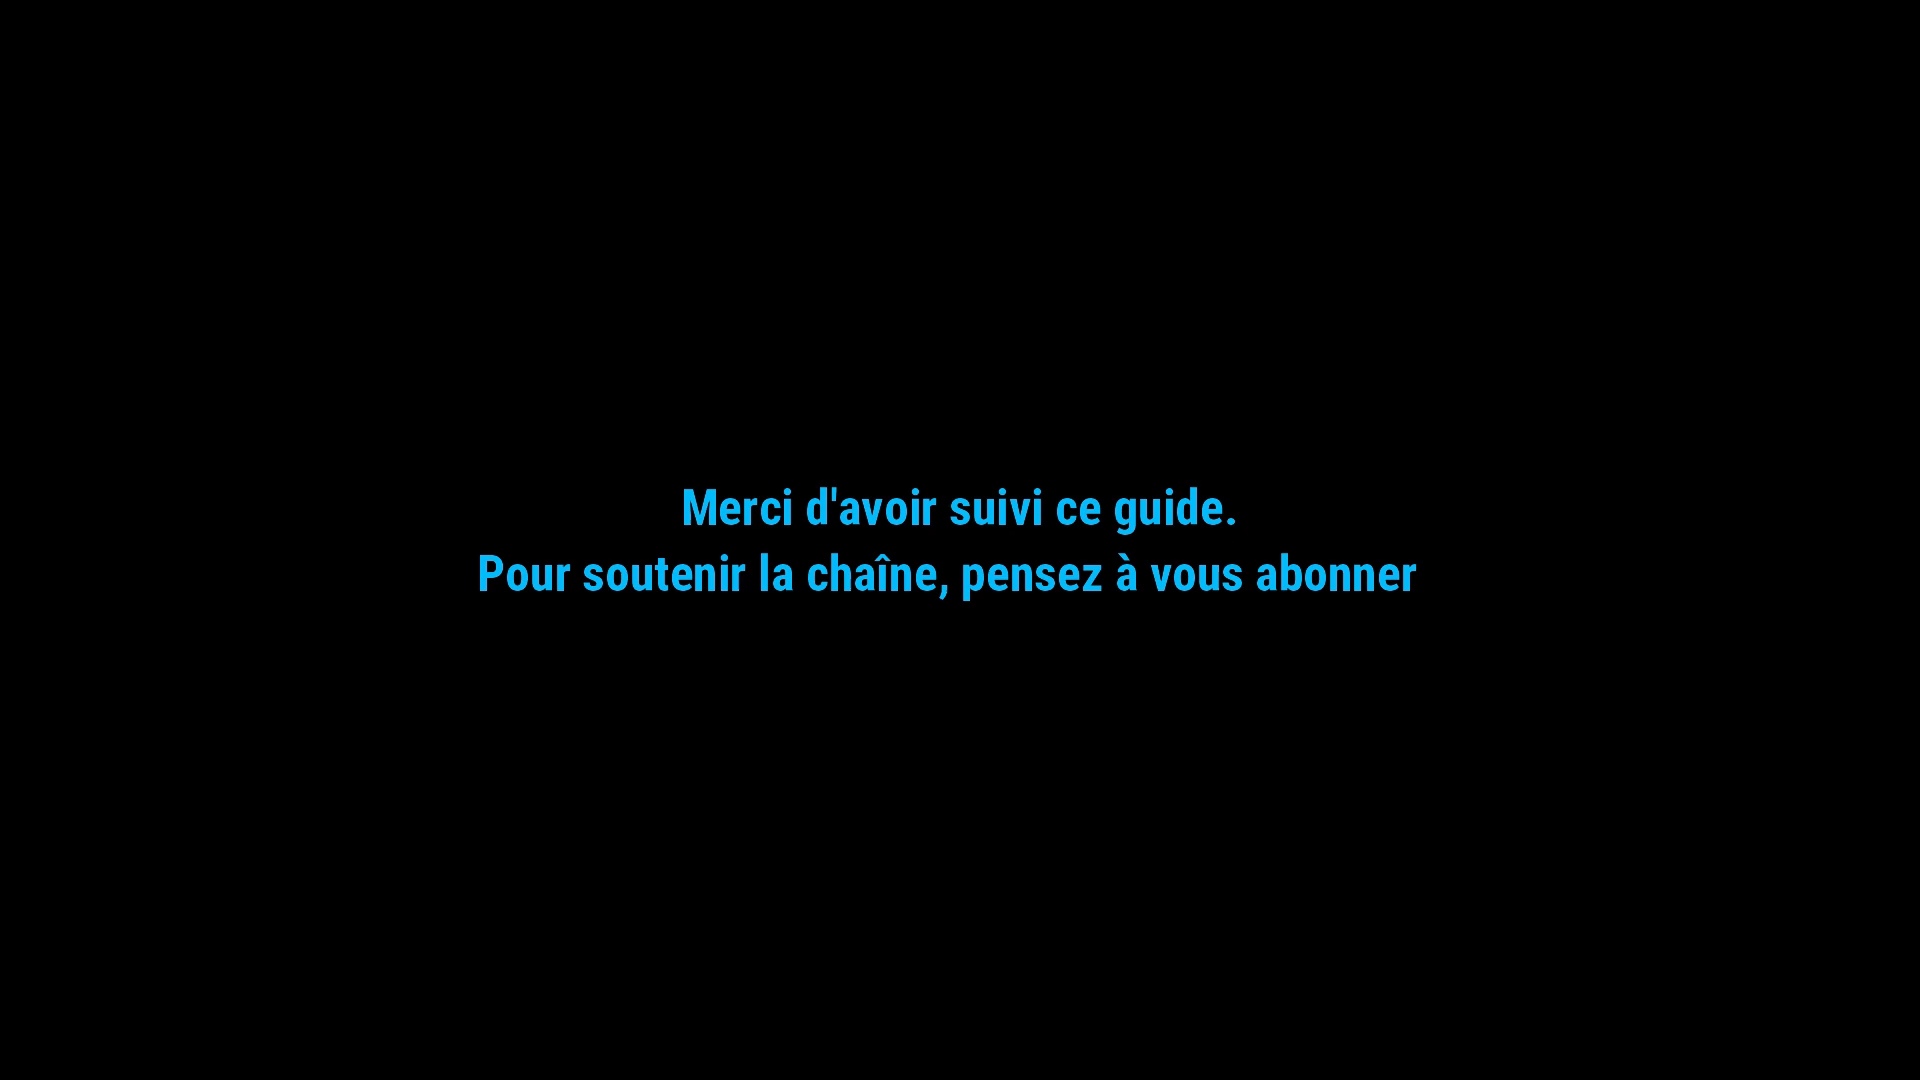 Merci d'avoir suivi ce guide.
Pour soutenir la chaîne, pensez à vous abonner